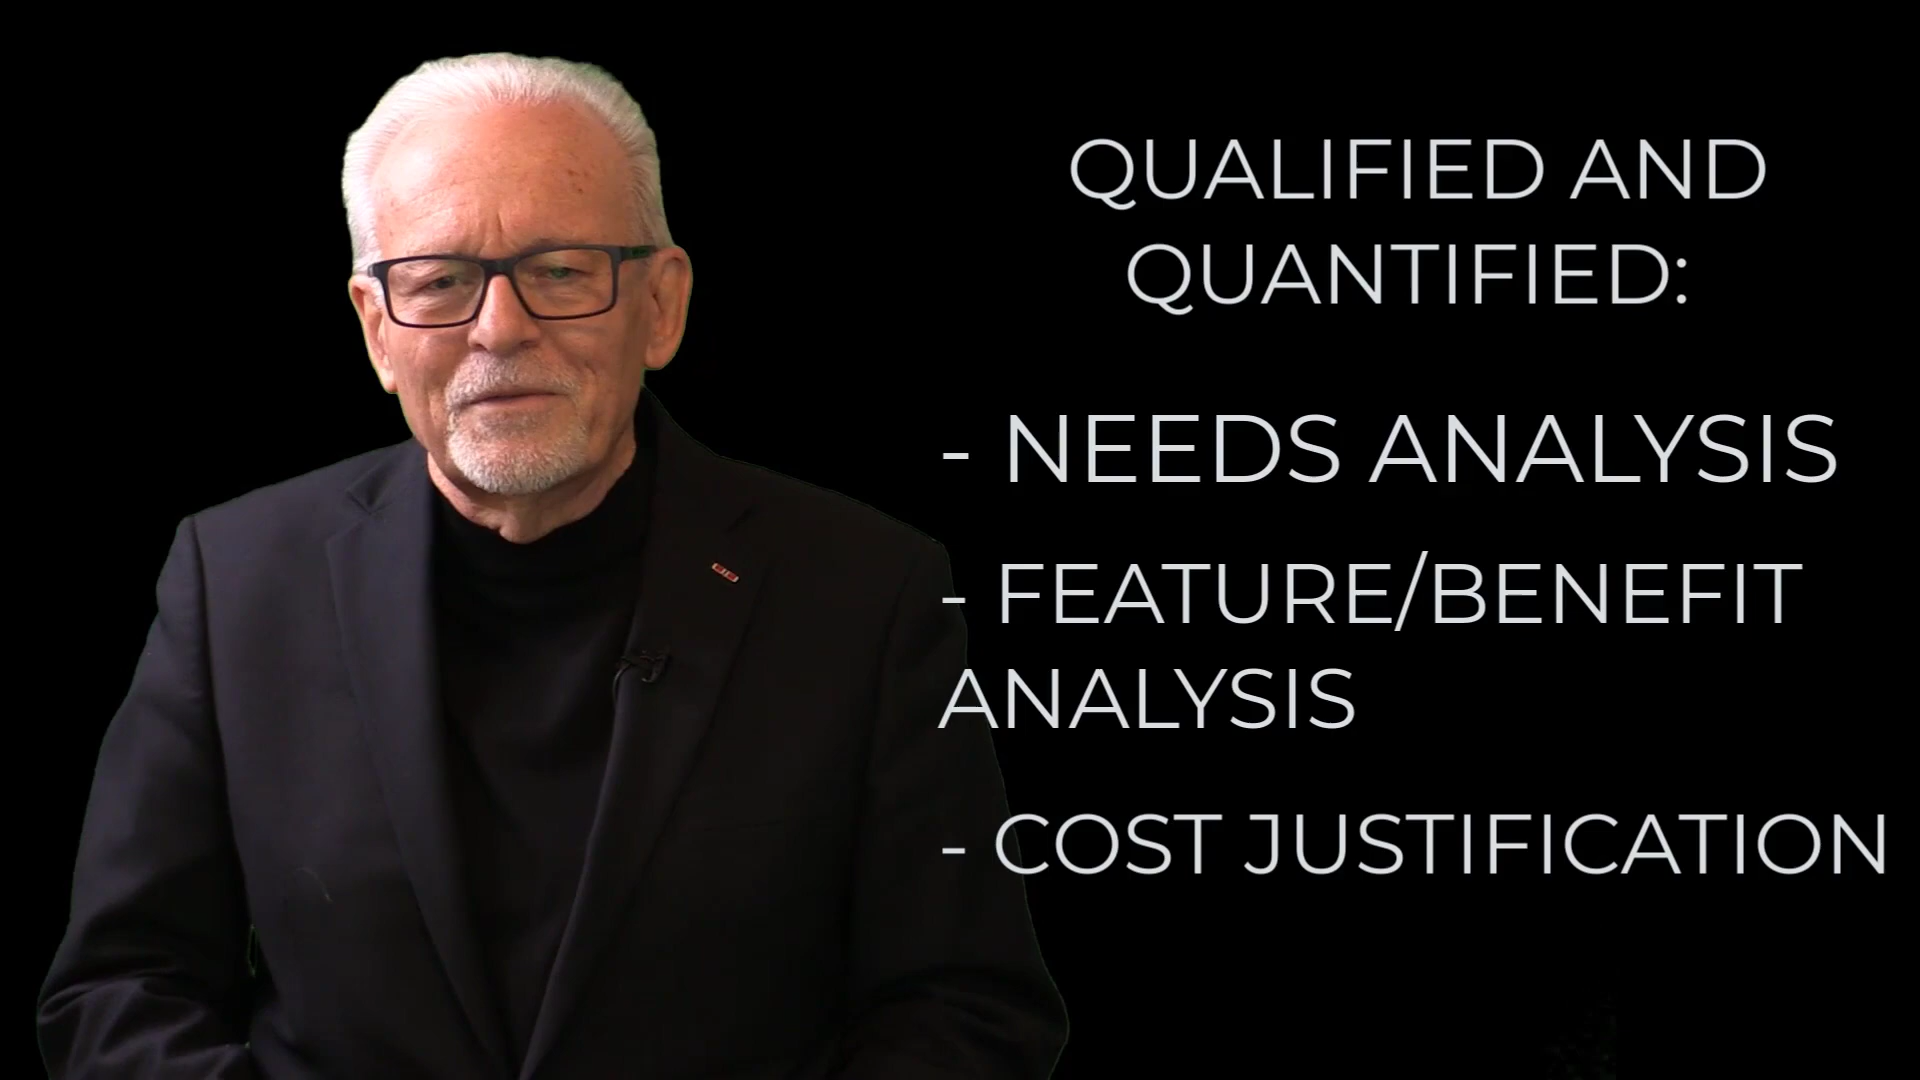 QUALIFIED AND
QUANTIFIED:
- NEEDS ANALYSIS
- FEATURE/BENEFIT
ANALYSIS
- COST JUSTIFICATION